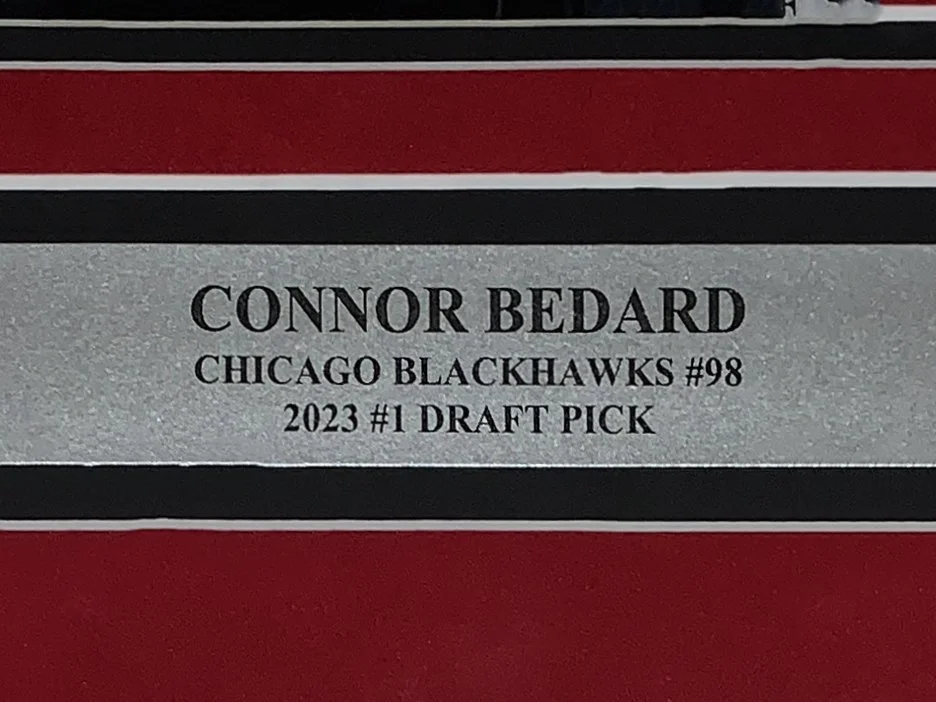 CONNOR BEDARD
CHICAGO BLACKHAWKS #98
2023 #1 DRAFT PICK